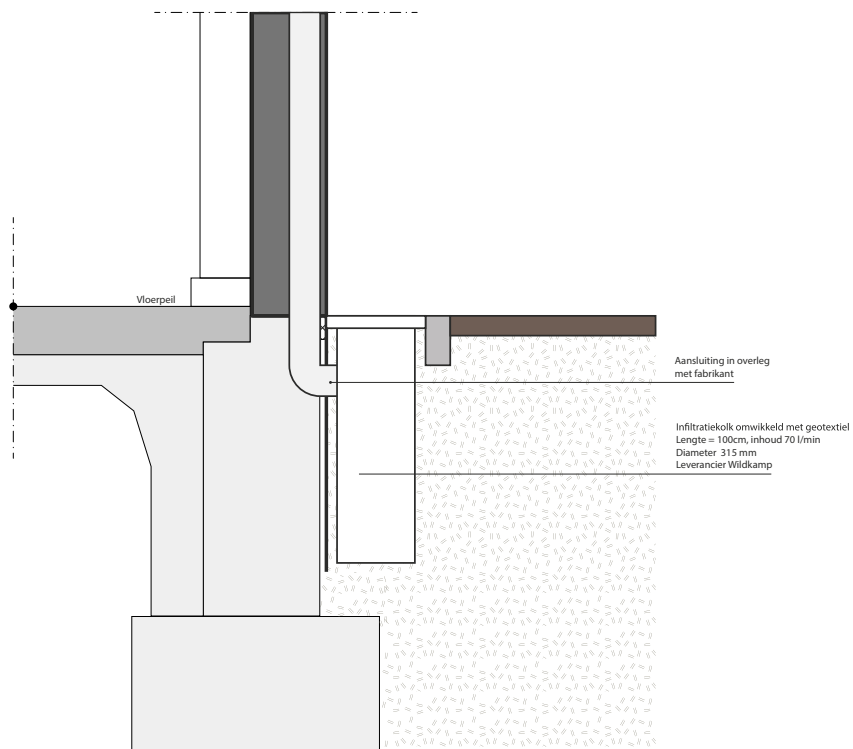 Vloerpeil
Aansluiting in overleg
met fabrikant
Infiltratiekolk omwikkeld met geotextiel
Lengte = 100cm, inhoud 70 l/min
Diameter 315 mm
Leverancier Wildkamp